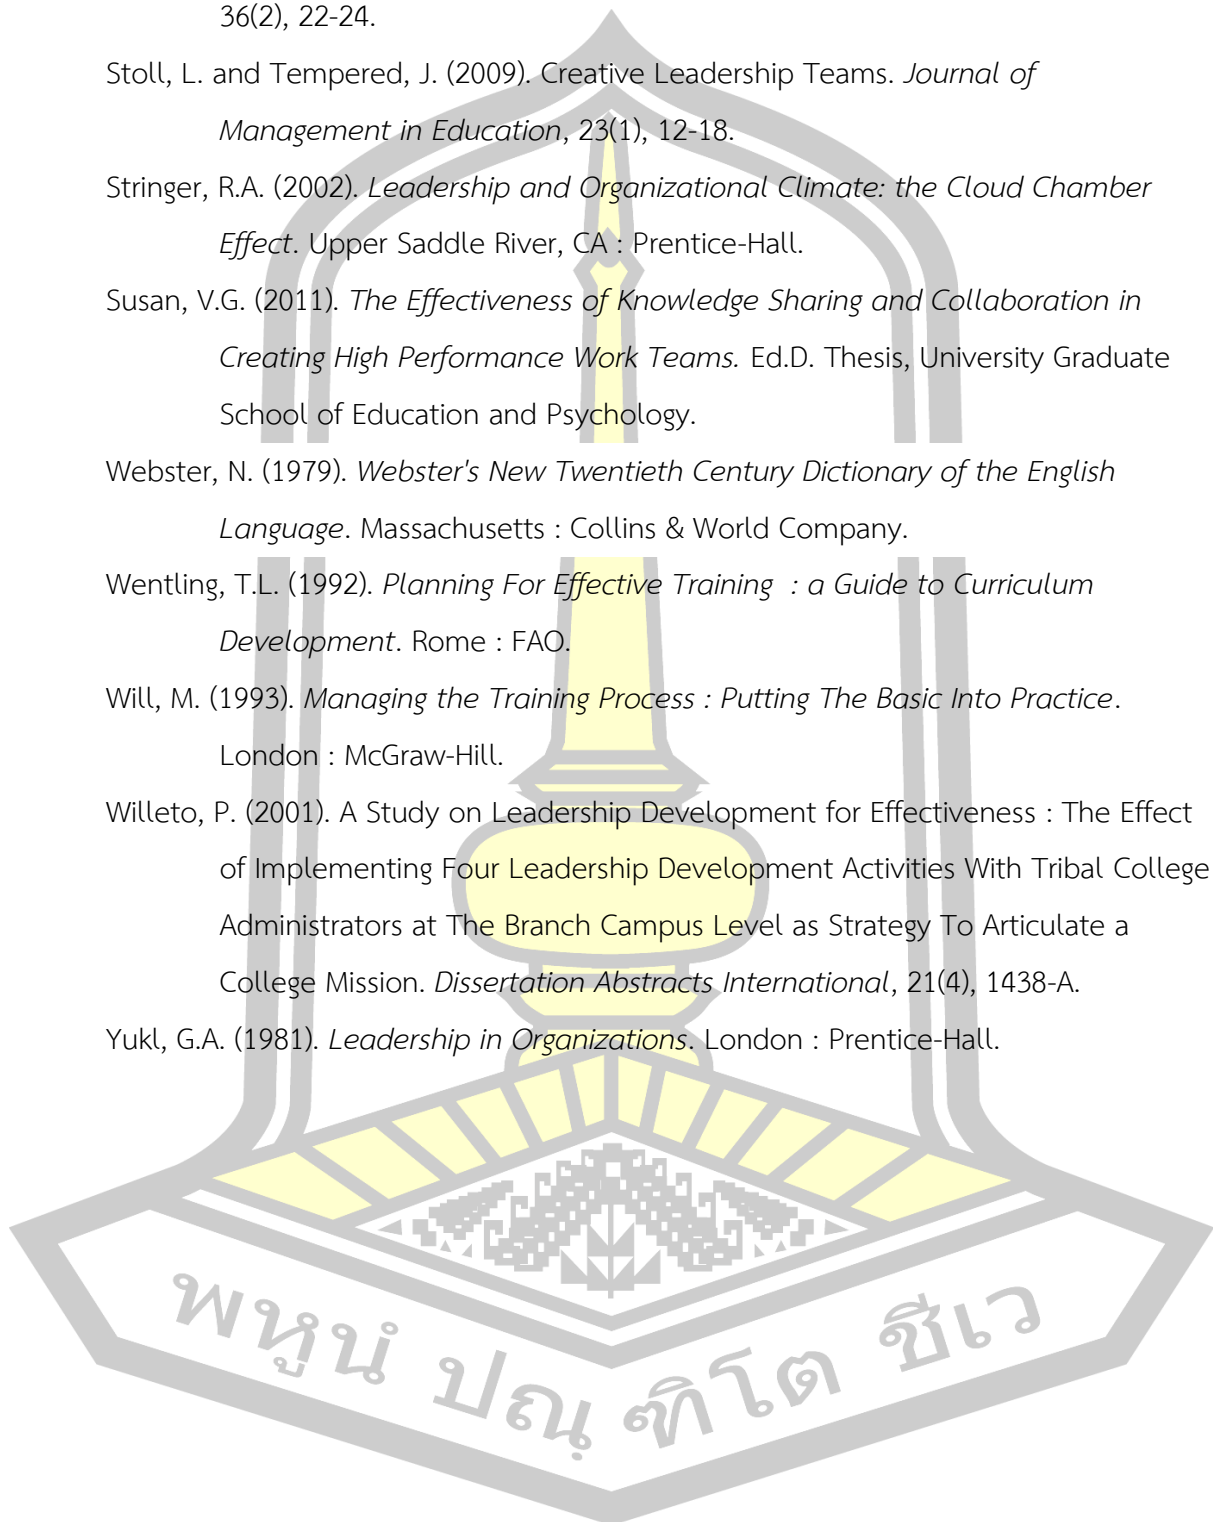 36(2), 22-24.
Stoll, L. and Tempered, J. (2009). Creative Leadership Teams. Journal of
Management in Education, 23(1), 12-18.
Stringer, R.A. (2002). Leadership and Organizational Climate: the Cloud Chamber
Effect. Upper Saddle River, CA : Prentice-Hall.
Susan, V.G. (2011). The Effectiveness of Knowledge Sharing and Collaboration in
Creating High Performance Work Teams. Ed.D. Thesis, University Graduate
School of Education and Psychology.
Webster, N. (1979). Webster's New Twentieth Century Dictionary of the English
Language. Massachusetts : Collins & World Company.
Wentling, T.L. (1992). Planning For Effective Training : a Guide to Curriculum
Development. Rome : FAO.
Will, M. (1993). Managing the Training Process : Putting The Basic Into Practice.
London : McGraw-Hill.
Willeto, P. (2001). A Study on Leadership Development for Effectiveness : The Effect
of Implementing Four Leadership Development Activities With Tribal College
Administrators at The Branch Campus Level as Strategy To Articulate a
College Mission. Dissertation Abstracts International, 21(4), 1438-A.
Yukl, G.A. (1981). Leadership in Organizations. London : Prentice-Hall.
พหูนํ ปณฺ ฑิโต ชีเว